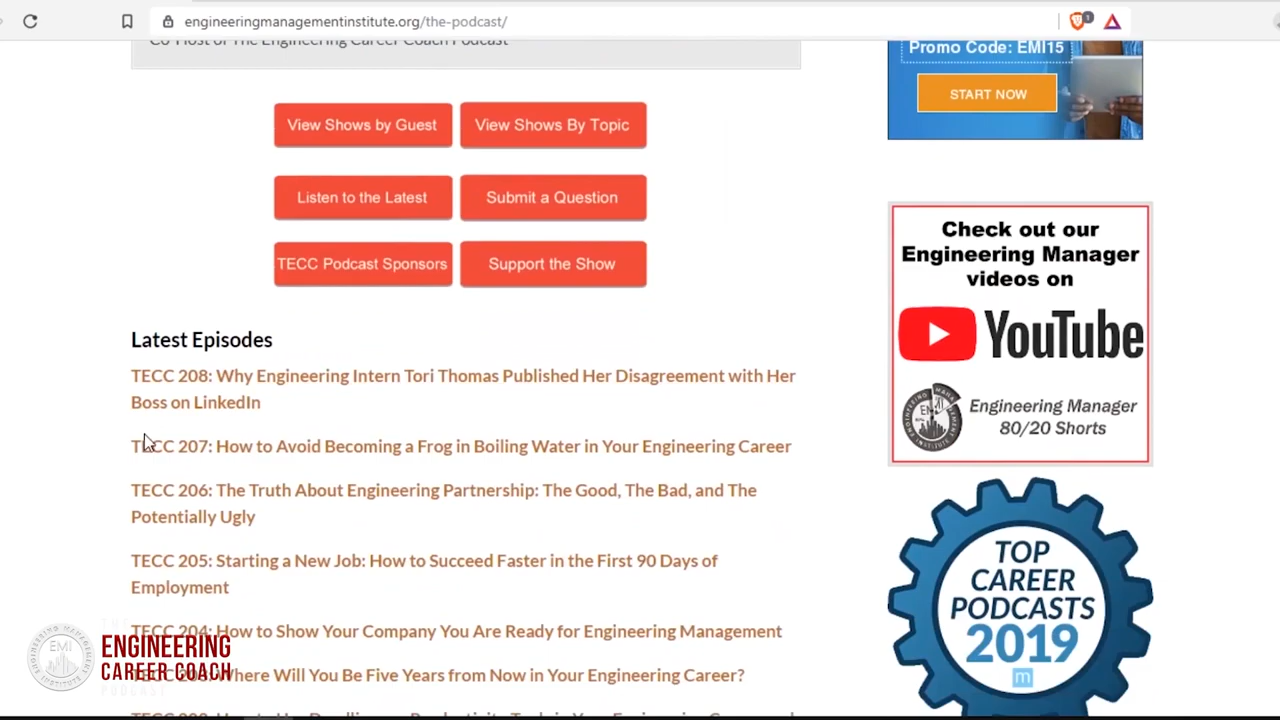 engineeringmanagementinstitute.org/the-podcast/
1
Co-Host of The Engineering Career Coach Podcast
Promo Code: EMI15
START NOW
View Shows by Guest
View Shows By Topic
Listen to the Latest
Submit a Question
TECC Podcast Sponsors
Support the Show
Check out our
Engineering Manager
videos on
YouTube
Engineering Manager
80/20 Shorts
Latest Episodes
TECC 208: Why Engineering Intern Tori Thomas Published Her Disagreement with Her
Boss on LinkedIn
TECC 207: How to Avoid Becoming a Frog in Boiling Water in Your Engineering Career
TECC 206: The Truth About Engineering Partnership: The Good, The Bad, and The
Potentially Ugly
TECC 205: Starting a New Job: How to Succeed Faster in the First 90 Days of
Employment
TECC 204: How to Show Your Company You Are Ready for Engineering Management
Where Will You Be Five Years from Now in Your Engineering Career?
TOP
CAREER
PODCASTS
2019
m
EMI
THE
ENGINEERING
CAREER COACH
PODCAST